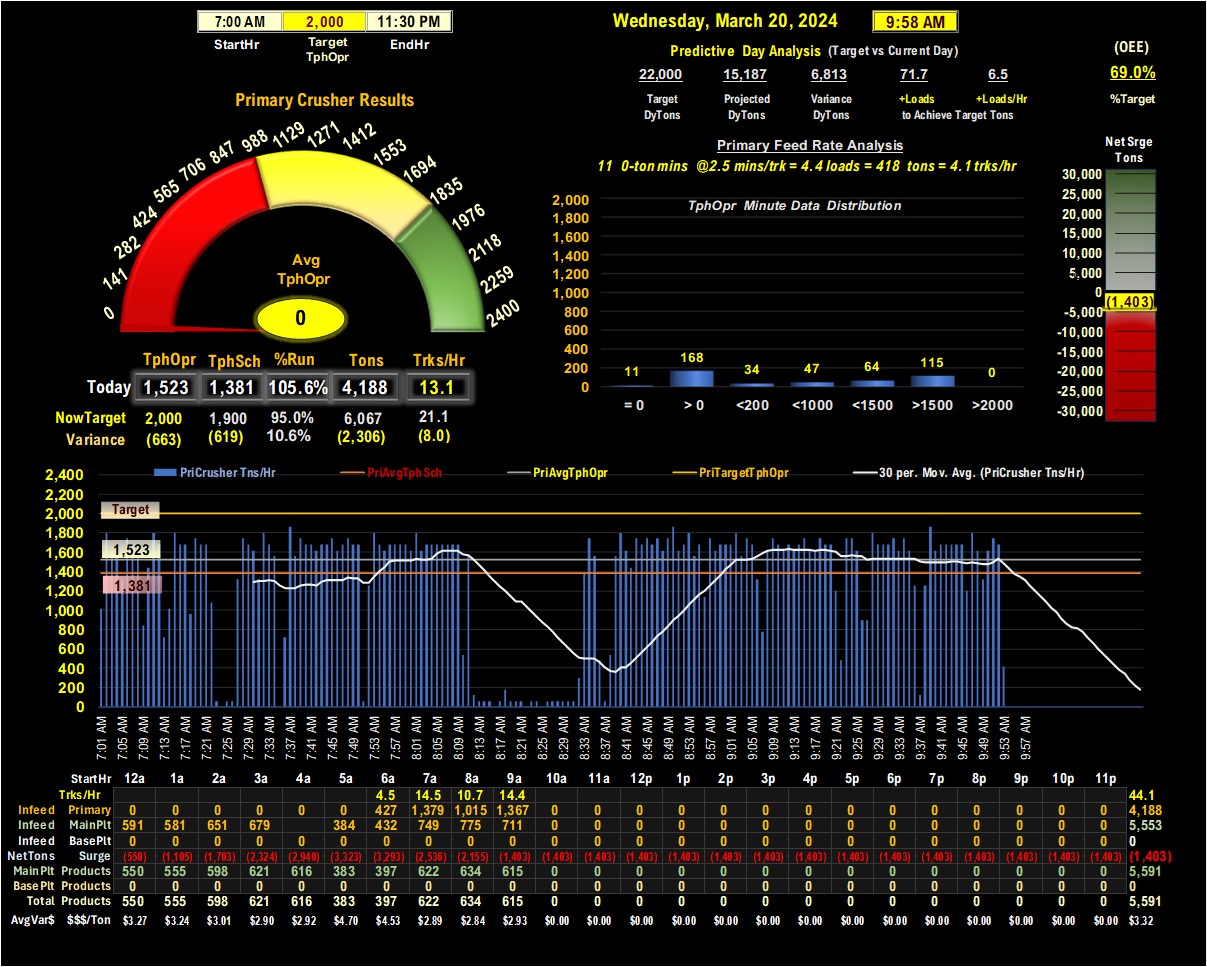 7:00 AM 2,000 11:30 PM
StartHr Target TphOpr EndHr
Wednesday, March 20, 2024 9:58 AM
Predictive Day Analysis (Target vs Current Day)
22,000 15,187 6,813 71.7 6.5
Target DyTons Projected DyTons Variance DyTons +Loads +Loads/Hr
to Achieve Target Tons
(OEE)
69.0%
%Target
Primary Crusher Results
0 141 282 424 565 706 847 988 1129 1271 1412 1553 1694 1835 1976 2118 2259 2400
Avg
TphOpr
0
TphOpr TphSch %Run Tons Trks/Hr
Today 1,523 1,381 105.6% 4,188 13.1
NowTarget 2,000 1,900 95.0% 6,067 21.1
Variance (663) (619) 10.6% (2,306) (8.0)
Primary Feed Rate Analysis
11 0-ton mins @2.5 mins/trk = 4.4 loads = 418 tons = 4.1 trks/hr
TphOpr Minute Data Distribution
2,000
1,800
1,600
1,400
1,200
1,000
800
600
400
200
0
11 168 34 47 64 115 0
= 0 > 0 <200 <1000 <1500 >1500 >2000
Net Srge
Tons
30,000
25,000
20,000
15,000
10,000
5,000
0
(1,403)
-5,000
-10,000
-15,000
-20,000
-25,000
-30,000
PriCrusher Tns/Hr PriAvgTphSch PriAvgTphOpr PriTargetTphOpr 30 per. Mov. Avg. (PriCrusher Tns/Hr)
2,400
2,200
2,000
1,800
1,600
1,400
1,200
1,000
800
600
400
200
0
Target
1,523
1,381
7:01 AM 7:05 AM 7:09 AM 7:13 AM 7:17 AM 7:21 AM 7:25 AM 7:29 AM 7:33 AM 7:37 AM 7:41 AM 7:45 AM 7:49 AM 7:53 AM 7:57 AM 8:01 AM 8:05 AM 8:09 AM 8:13 AM 8:17 AM 8:21 AM 8:25 AM 8:29 AM 8:33 AM 8:37 AM 8:41 AM 8:45 AM 8:49 AM 8:53 AM 8:57 AM 9:01 AM 9:05 AM 9:09 AM 9:13 AM 9:17 AM 9:21 AM 9:25 AM 9:29 AM 9:33 AM 9:37 AM 9:41 AM 9:45 AM 9:49 AM 9:53 AM 9:57 AM
StartHr 12a 1a 2a 3a 4a 5a 6a 7a 8a 9a 10a 11a 12p 1p 2p 3p 4p 5p 6p 7p 8p 9p 10p 11p
Trks/Hr 4.5 14.5 10.7 14.4 44.1
Infeed Primary 0 0 0 0 0 0 427 1,379 1,015 1,367 0 0 0 0 0 0 0 0 0 0 0 0 0 0 4,188
Infeed MainPlt 591 581 651 679 384 432 749 775 711 0 0 0 0 0 0 0 0 0 0 0 0 0 0 5,553
Infeed BasePlt 0 0 0 0 0 0 0 0 0 0 0 0 0 0 0 0 0 0 0 0 0 0 0 0
NetTons Surge (550) (1,105) (1,703) (2,324) (2,940) (3,323) (3,293) (2,536) (2,155) (1,403) (1,403) (1,403) (1,403) (1,403) (1,403) (1,403) (1,403) (1,403) (1,403) (1,403) (1,403) (1,403) (1,403) (1,403) (1,403)
MainPlt Products 550 555 598 621 616 383 397 622 634 615 0 0 0 0 0 0 0 0 0 0 0 0 0 0 5,591
BasePlt Products 0 0 0 0 0 0 0 0 0 0 0 0 0 0 0 0 0 0 0 0 0 0 0 0 0
Total Products 550 555 598 621 616 383 397 622 634 615 0 0 0 0 0 0 0 0 0 0 0 0 0 0 5,591
AvgVar$ $$$/Ton $3.27 $3.24 $3.01 $2.90 $2.92 $4.70 $4.53 $2.89 $2.84 $2.93 $0.00 $0.00 $0.00 $0.00 $0.00 $0.00 $0.00 $0.00 $0.00 $0.00 $0.00 $0.00 $0.00 $0.00 $3.32